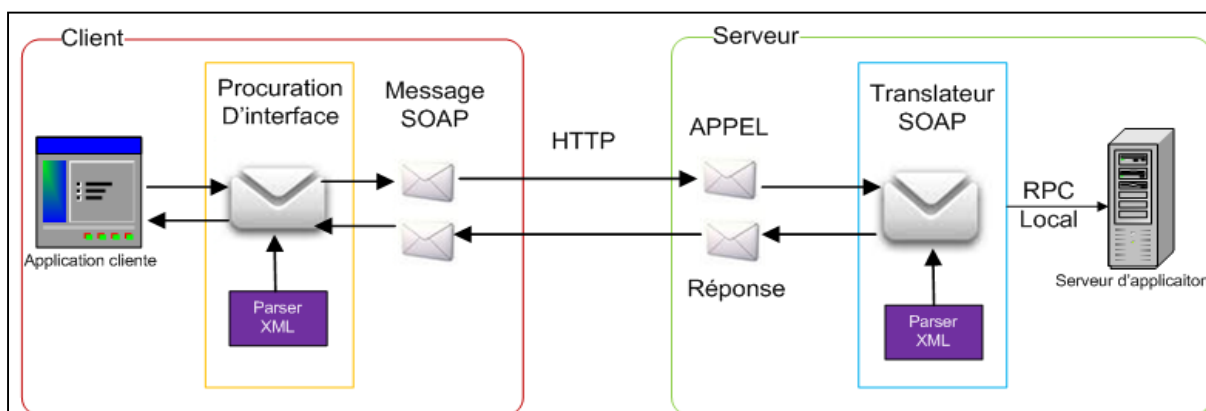 Client
Serveur
Procuration
D'interface
Message
SOAP
HTTP
APPEL
Translateur
SOAP
RPC
Local
Application cliente
Parser
XML
Réponse
Parser
XML
Serveur d'applicaiton